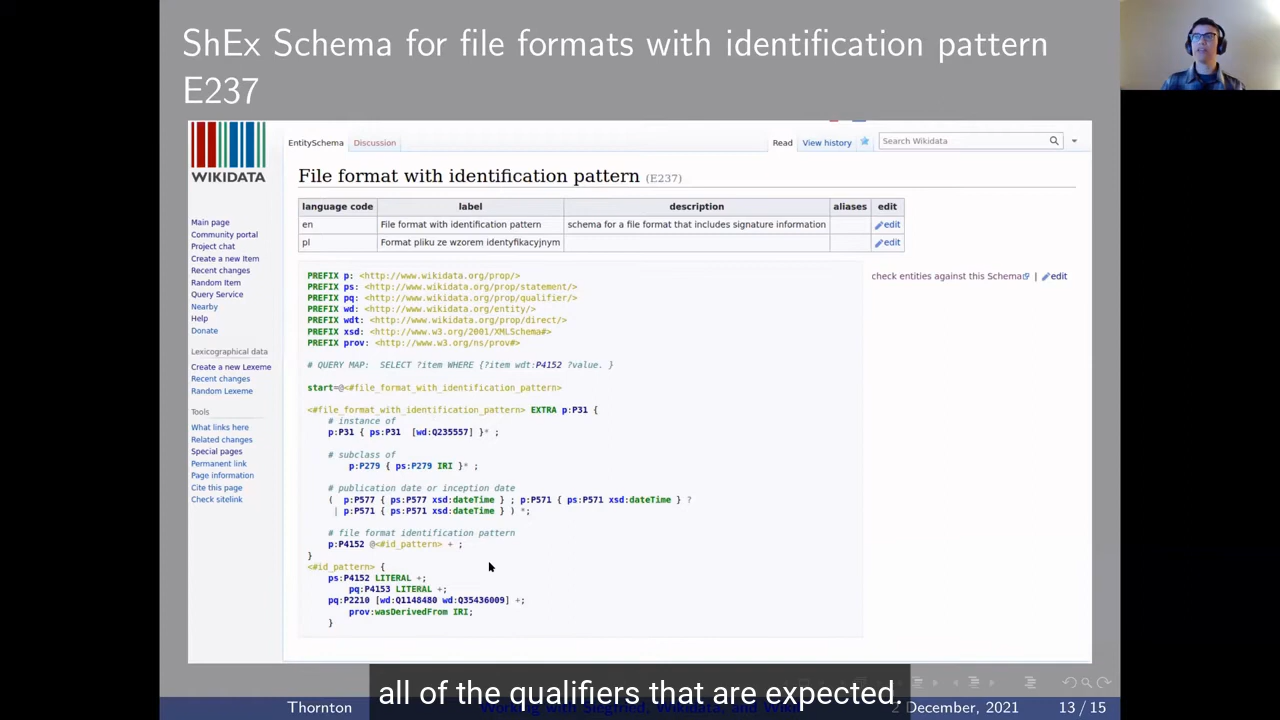 ShEx Schema for file formats with identification pattern
E237
WIKIDATA
EntitySchema Discussion
Read View history Search Wikidata
File format with identification pattern (E237)
language code label description aliases edit
en File format with identification pattern schema for a file format that includes signature information edit
pl Format pliku ze wzorem identyfikacyjnym edit
Main page
Community portal
Project chat
Create a new Item
Recent changes
Random Item
Query Service
Nearby
Help
Donate
Lexicographical data
Create a new Lexeme
Recent changes
Random Lexeme
Tools
What links here
Related changes
Special pages
Permanent link
Page information
Cite this page
Check sitelink
check entities against this Schema | edit
PREFIX p: <http://www.wikidata.org/prop/>
PREFIX ps: <http://www.wikidata.org/prop/statement/>
PREFIX pq: <http://www.wikidata.org/prop/qualifier/>
PREFIX wd: <http://www.wikidata.org/entity/>
PREFIX wdt: <http://www.wikidata.org/prop/direct/>
PREFIX xsd: <http://www.w3.org/2001/XMLSchema#>
PREFIX prov: <http://www.w3.org/ns/prov#>
# QUERY MAP: SELECT ?item WHERE {?item wdt:P4152 ?value. }
start=@<#file_format_with_identification_pattern>
<#file_format_with_identification_pattern> EXTRA p:P31 {
# instance of
p:P31 { ps:P31 [wd:Q235557] }* ;
# subclass of
p:P279 { ps:P279 IRI }* ;
# publication date or inception date
( p:P577 { ps:P577 xsd:dateTime } ; p:P571 { ps:P571 xsd:dateTime } ?
| p:P571 { ps:P571 xsd:dateTime } ) *;
# file format identification pattern
p:P4152 @<#id_pattern> + ;
}
<#id_pattern> {
ps:P4152 LITERAL +;
pq:P4153 LITERAL +;
pq:P2210 [wd:Q1148480 wd:Q35436009] +;
prov:wasDerivedFrom IRI;
}
all of the qualifiers that are expected.
Thornton Working with Siegfried, Wikidata, and Wiki 2 December, 2021 13 / 15